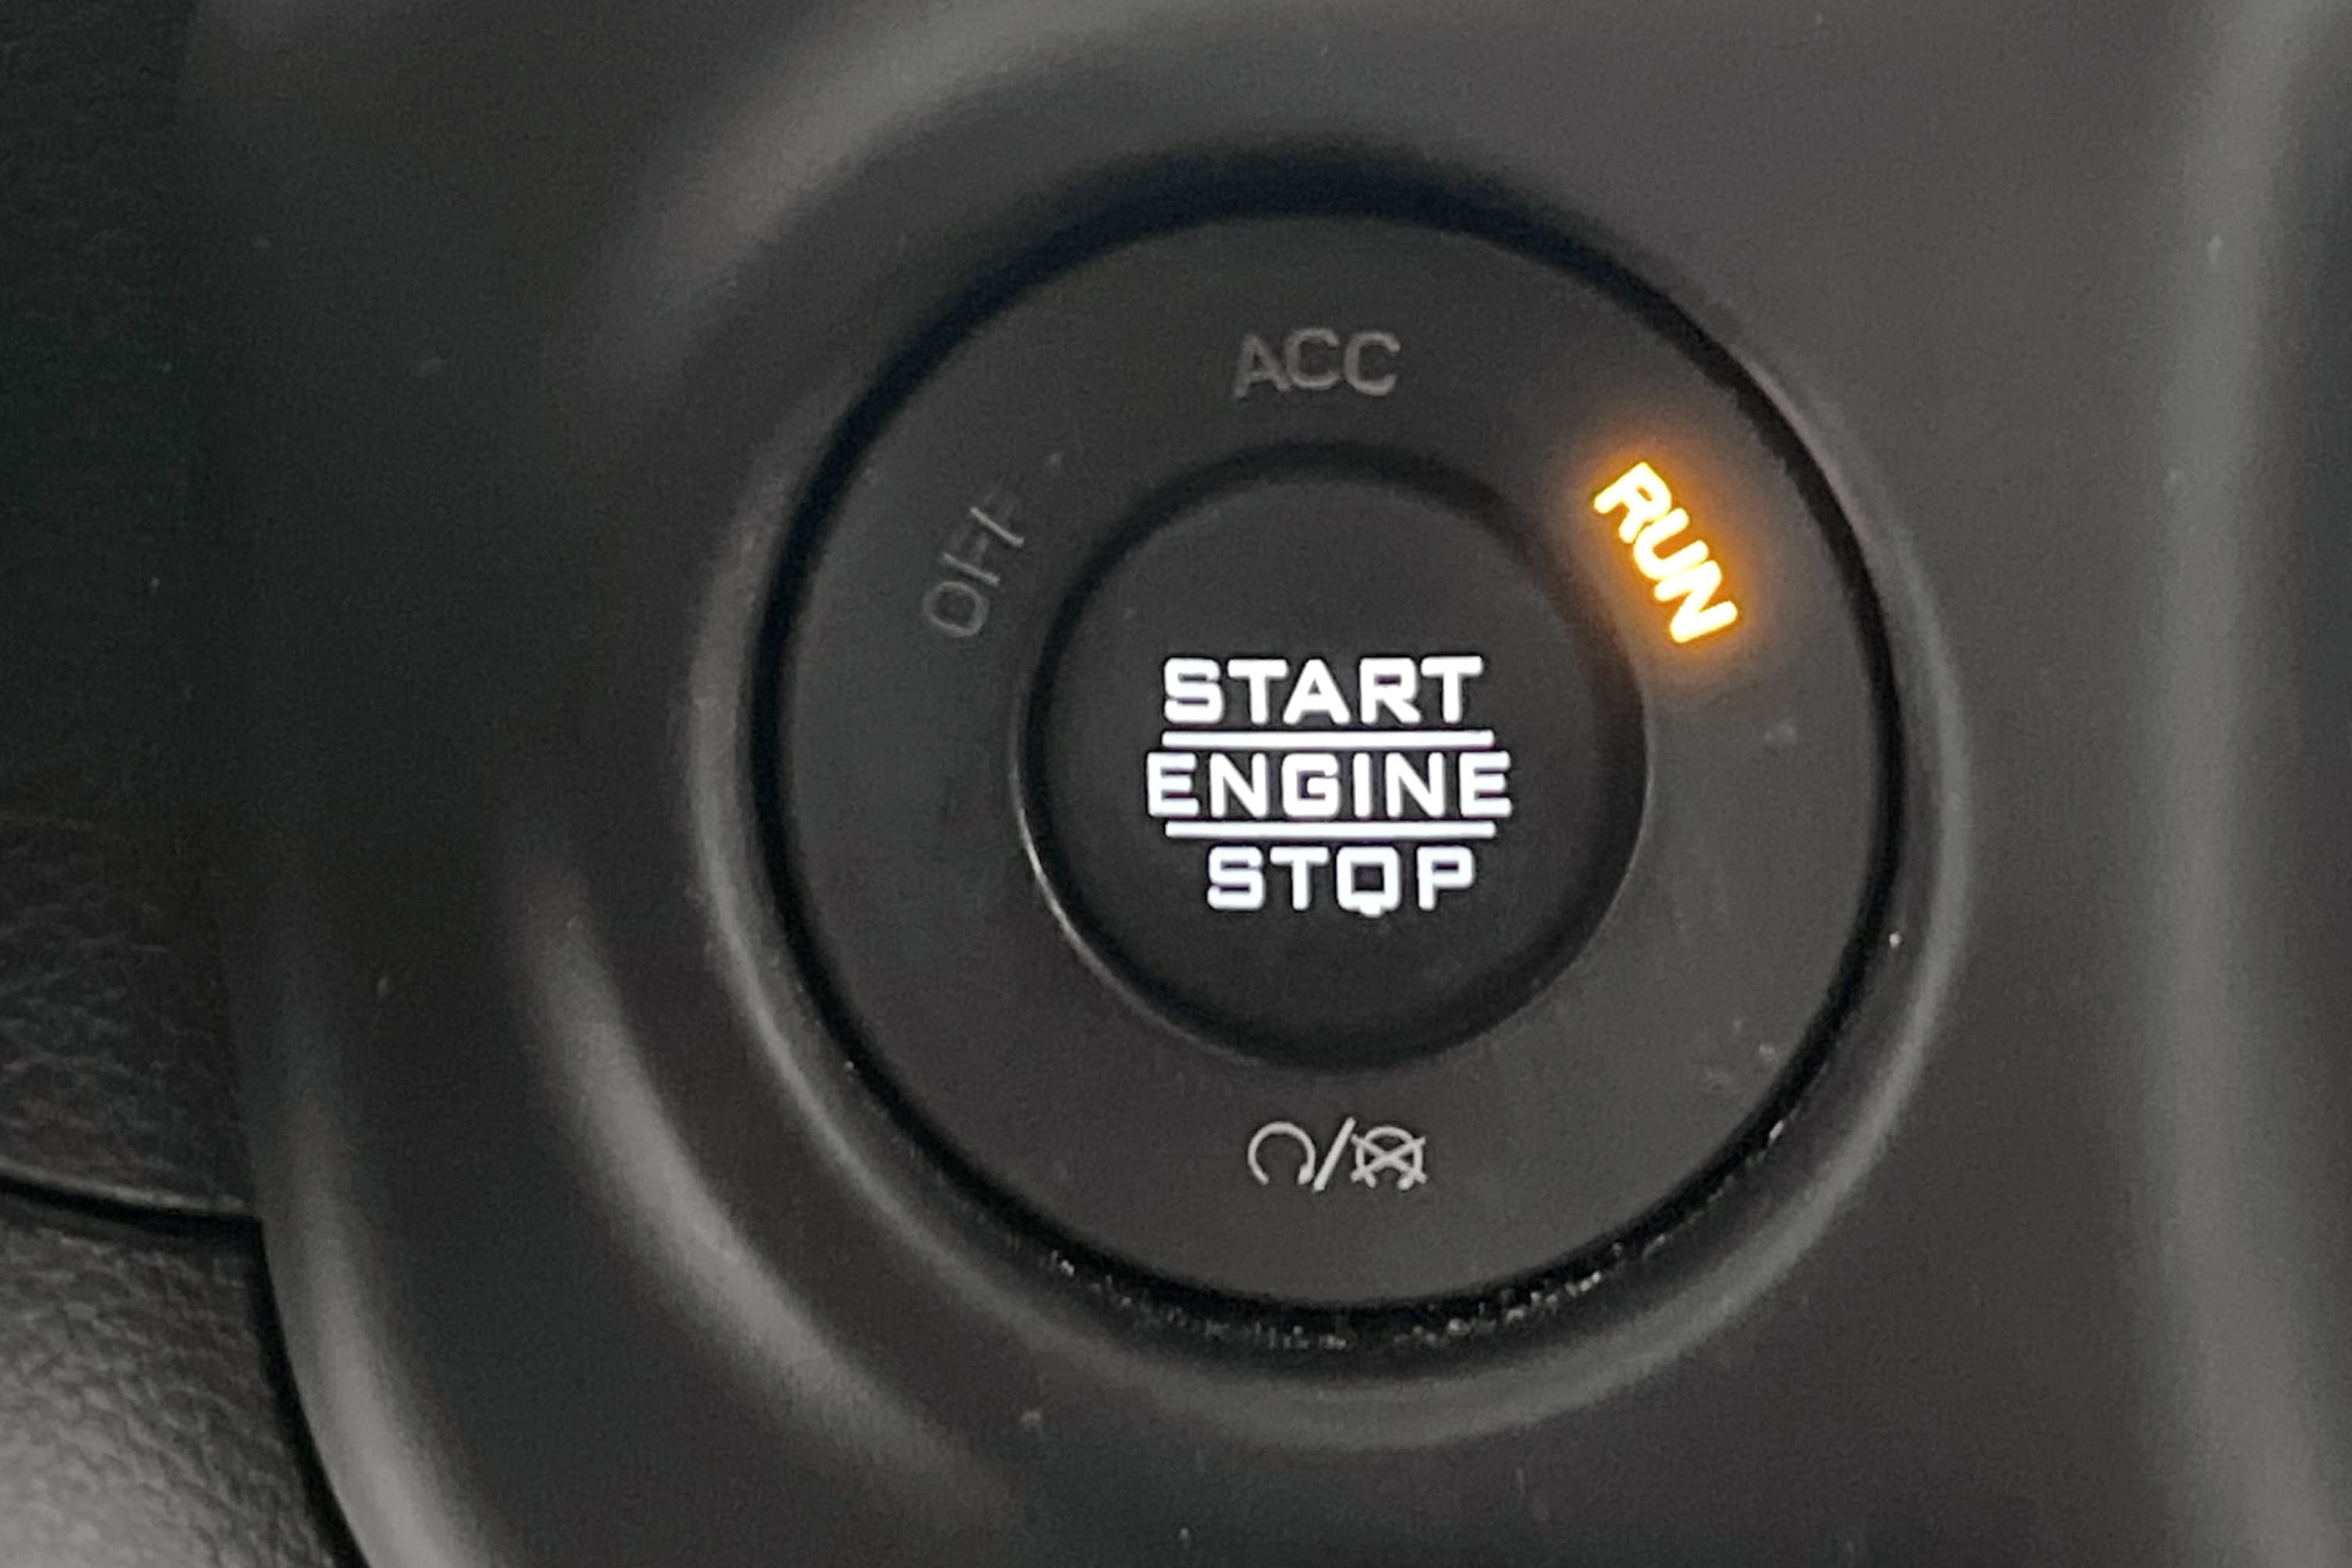 ACC
OFF
RUN
START
ENGINE
STOP